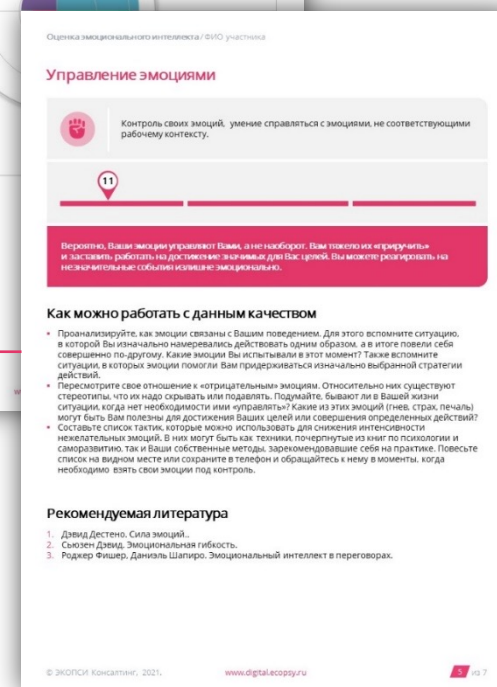 Оценка эмоционального интеллекта / ФИО участника
Управление эмоциями
Контроль своих эмоций, умение справляться с эмоциями, не соответствующими
рабочему контексту.
11
Вероятно, Ваши эмоции управляют Вами, а не наоборот. Вам тяжело их «приручить»
и заставить работать на достижение значимых для Вас целей. Вы можете реагировать на
незначительные события излишне эмоционально.
Как можно работать с данным качеством
• Проанализируйте, как эмоции связаны с Вашим поведением. Для этого вспомните ситуацию,
в которой Вы изначально намеревались действовать одним образом, а в итоге повели себя
совершенно по-другому. Какие эмоции Вы испытывали в этот момент? Также вспомните
ситуации, в которых эмоции помогли Вам придерживаться изначально выбранной стратегии
действий.
• Пересмотрите свое отношение к «отрицательным» эмоциям. Относительно них существуют
стереотипы, что их надо скрывать или подавлять. Подумайте, бывают ли в Вашей жизни
ситуации, когда нет необходимости ими «управлять»? Какие из этих эмоций (гнев, страх, печаль)
могут быть Вам полезны для достижения Ваших целей или совершения определенных действий?
• Составьте список тактик, которые можно использовать для снижения интенсивности
нежелательных эмоций. В них могут быть как техники, почерпнутые из книг по психологии и
саморазвитию, так и Ваши собственные методы, зарекомендовавшие себя на практике. Повесьте
список на видном месте или сохраните в телефон и обращайтесь к нему в моменты, когда
необходимо взять свои эмоции под контроль.
Рекомендуемая литература
1. Дэвид Дестено. Сила эмоций..
2. Сьюзен Дэвид. Эмоциональная гибкость.
3. Роджер Фишер, Даниэль Шапиро. Эмоциональный интеллект в переговорах.
© ЭКОПСИ Консалтинг, 2021. www.digital.ecopsy.ru 5 из 7